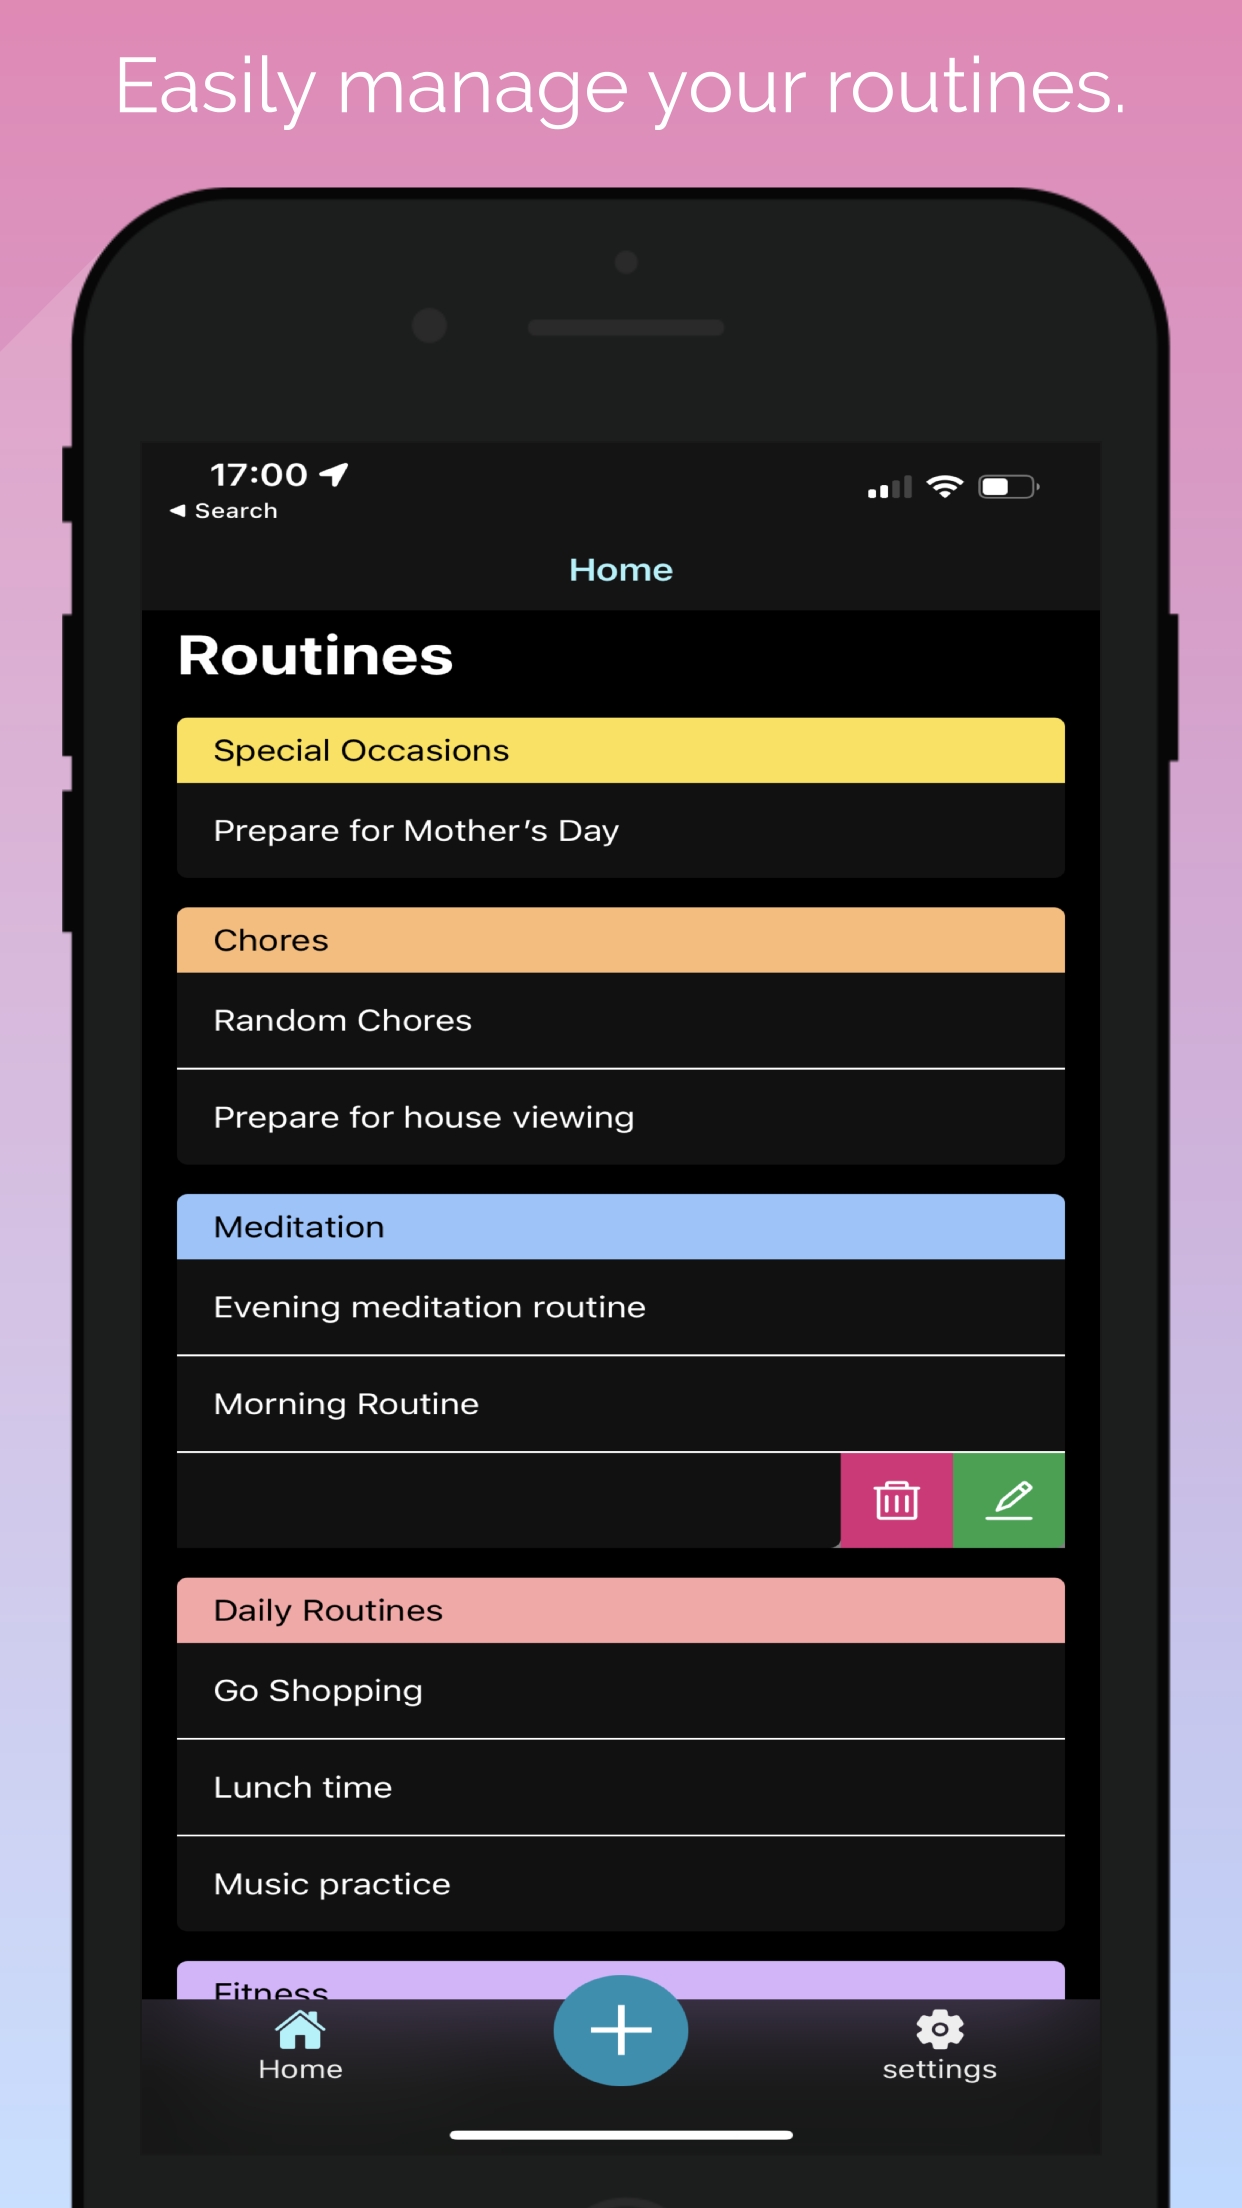 Easily manage your routines.
17:00
Search
Home
Routines
Special Occasions
Prepare for Mother's Day
Chores
Random Chores
Prepare for house viewing
Meditation
Evening meditation routine
Morning Routine
Daily Routines
Go Shopping
Lunch time
Music practice
Fitness
Home
settings